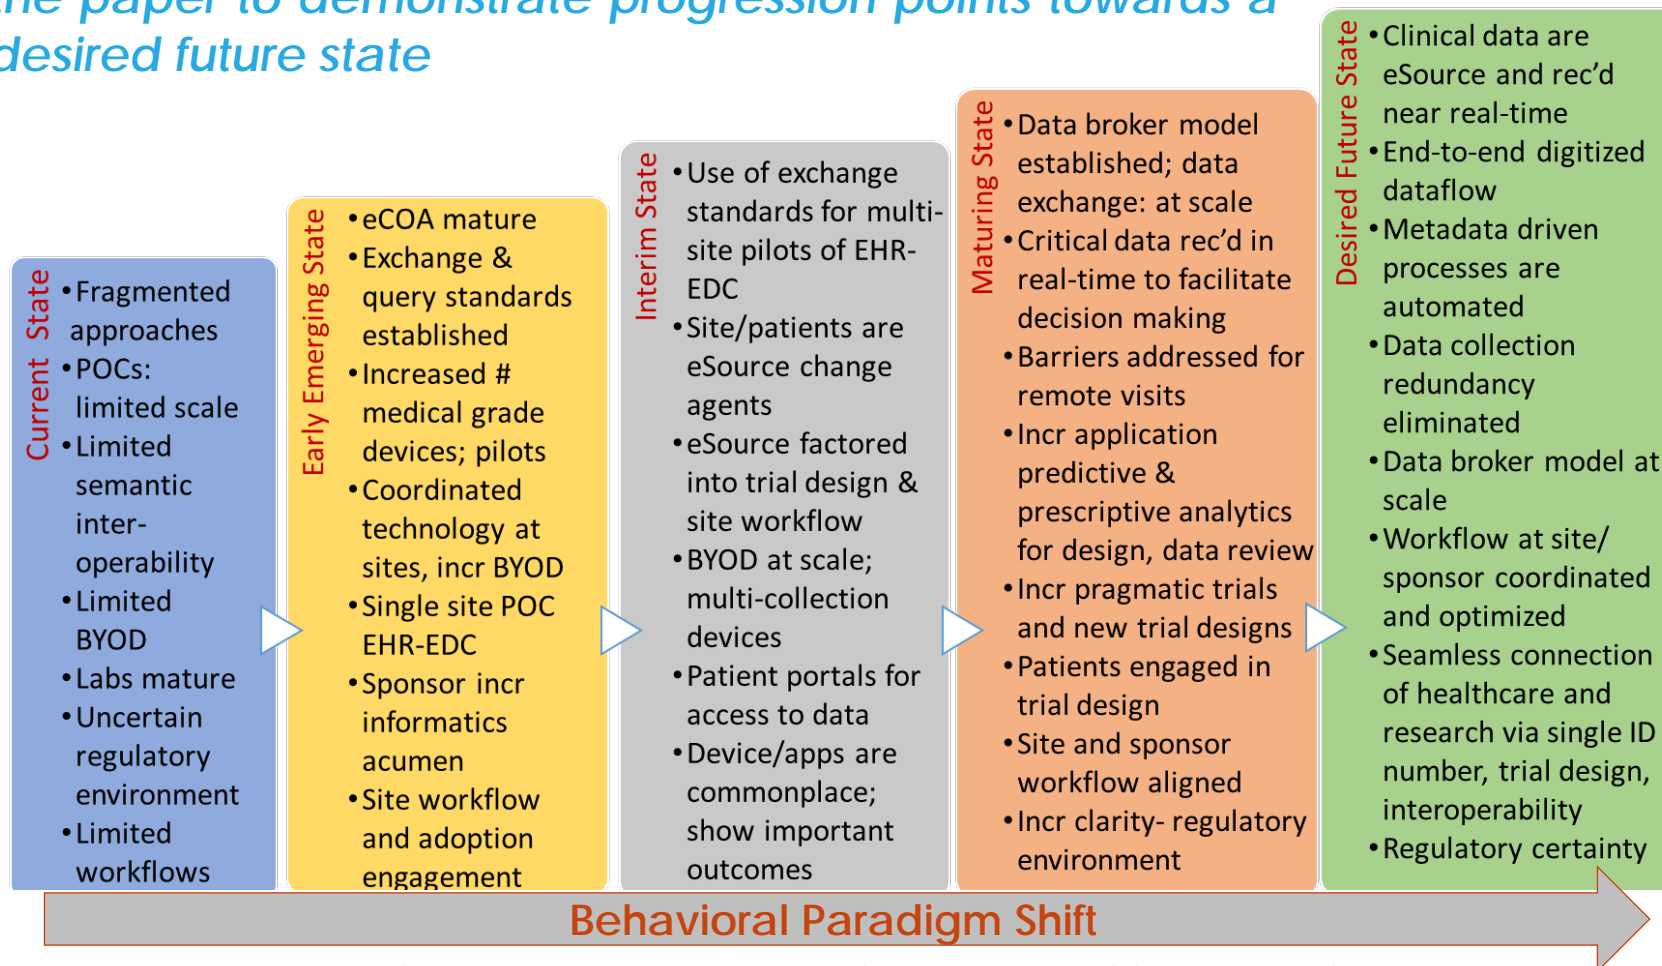 the paper to demonstrate progression points towards a
desired future state
Current State
•Fragmented
approaches
•POCs:
limited scale
•Limited
semantic
inter-
operability
•Limited
BYOD
•Labs mature
•Uncertain
regulatory
environment
•Limited
workflows
Early Emerging State
•eCOA mature
•Exchange &
query standards
established
•Increased #
medical grade
devices; pilots
•Coordinated
technology at
sites, incr BYOD
•Single site POC
EHR-EDC
•Sponsor incr
informatics
acumen
•Site workflow
and adoption
engagement
Interim State
•Use of exchange
standards for multi-
site pilots of EHR-
EDC
•Site/patients are
eSource change
agents
•eSource factored
into trial design &
site workflow
•BYOD at scale;
multi-collection
devices
•Patient portals for
access to data
•Device/apps are
commonplace;
show important
outcomes
Maturing State
•Data broker model
established; data
exchange: at scale
•Critical data rec’d in
real-time to facilitate
decision making
•Barriers addressed for
remote visits
•Incr application
predictive &
prescriptive analytics
for design, data review
•Incr pragmatic trials
and new trial designs
•Patients engaged in
trial design
•Site and sponsor
workflow aligned
•Incr clarity- regulatory
environment
Desired Future State
•Clinical data are
eSource and rec’d
near real-time
•End-to-end digitized
dataflow
•Metadata driven
processes are
automated
•Data collection
redundancy
eliminated
•Data broker model at
scale
•Workflow at site/
sponsor coordinated
and optimized
•Seamless connection
of healthcare and
research via single ID
number, trial design,
interoperability
•Regulatory certainty
Behavioral Paradigm Shift